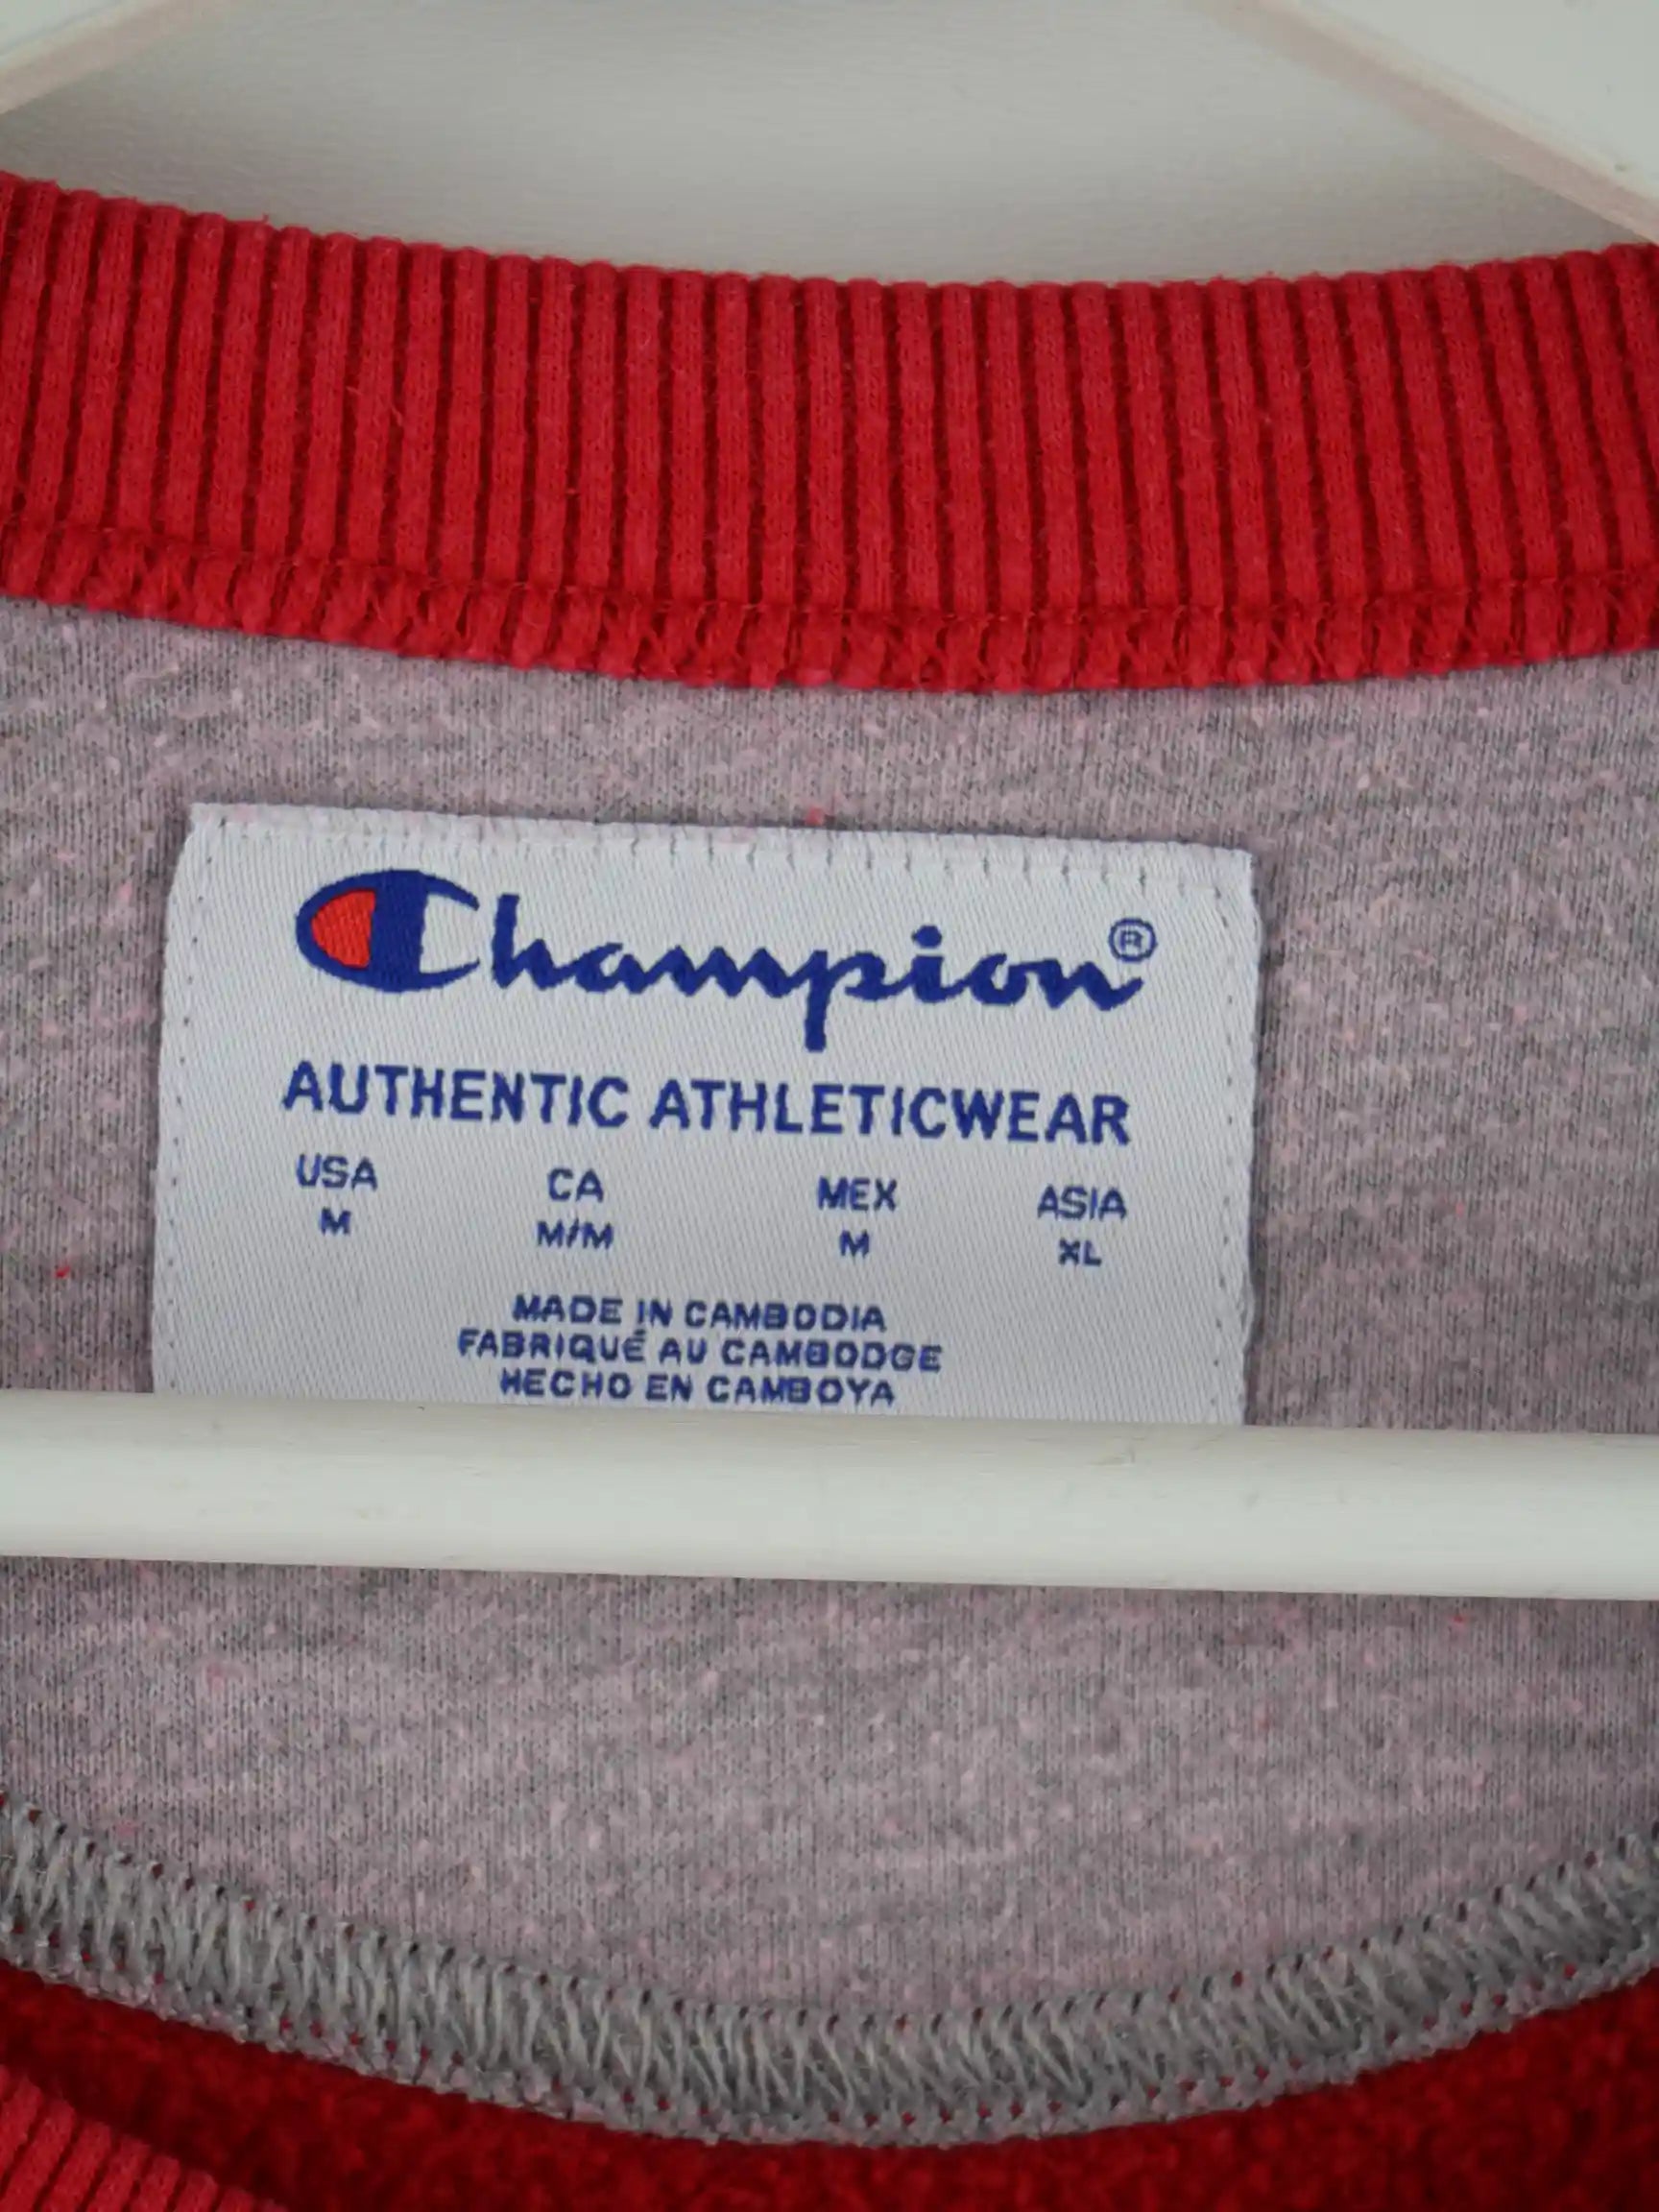 Champion®
AUTHENTIC ATHLETICWEAR
USA CA MEX ASIA
M M/M M XL
MADE IN CAMBODIA
FABRIQUÉ AU CAMBODGE
HECHO EN CAMBOYA